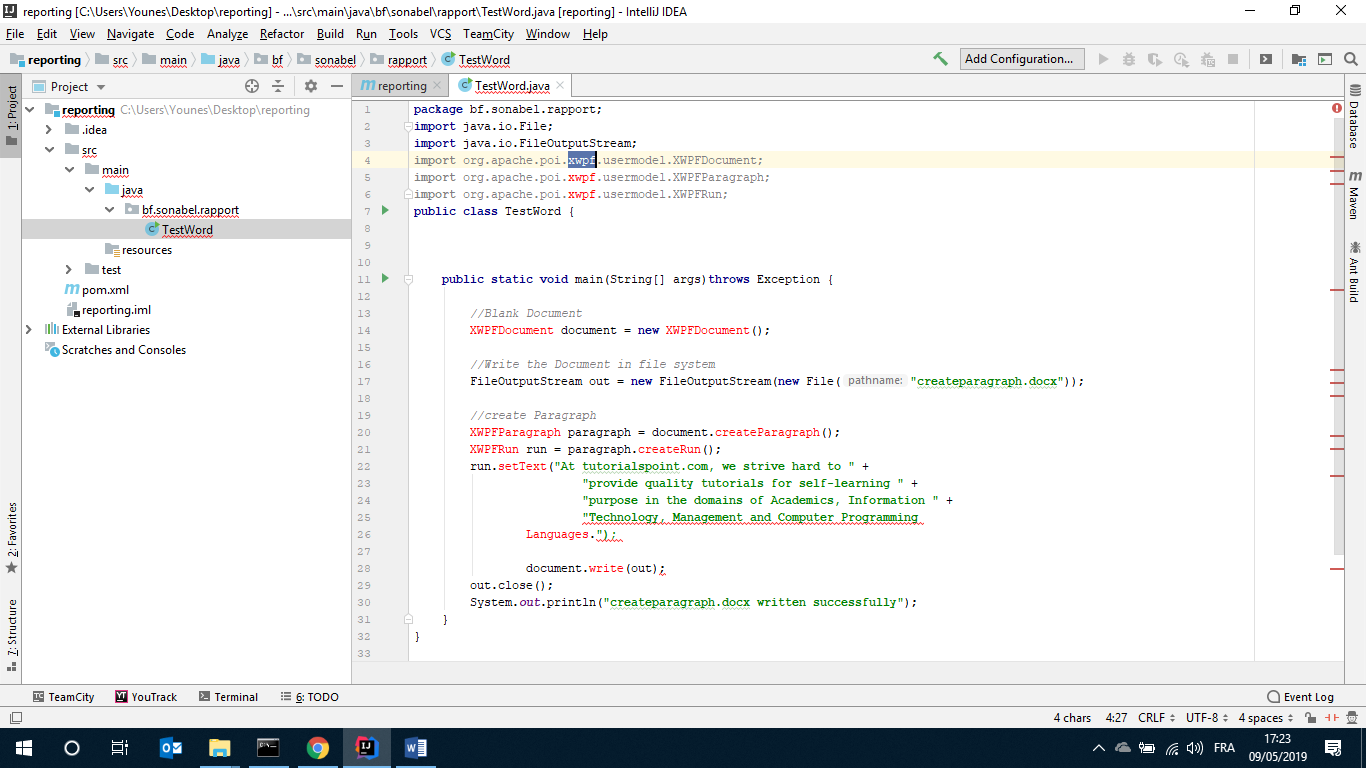 reporting [C:\Users\Younes\Desktop\reporting] - ...\src\main\java\bf\sonabel\rapport\TestWord.java [reporting] - IntelliJ IDEA
File Edit View Navigate Code Analyze Refactor Build Run Tools VCS TeamCity Window Help
reporting src main java bf sonabel rapport TestWord Add Configuration...
Project reporting TestWord.java
1: Project
2: Favorites
7: Structure
reporting C:\Users\Younes\Desktop\reporting
.idea
src
main
java
bf.sonabel.rapport
TestWord
resources
test
pom.xml
reporting.iml
External Libraries
Scratches and Consoles
1 package bf.sonabel.rapport;
2 import java.io.File;
3 import java.io.FileOutputStream;
4 import org.apache.poi.xwpf.usermodel.XWPFDocument;
5 import org.apache.poi.xwpf.usermodel.XWPFParagraph;
6 import org.apache.poi.xwpf.usermodel.XWPFRun;
7 public class TestWord {
8
9
10
11 public static void main(String[] args)throws Exception {
12
13 //Blank Document
14 XWPFDocument document = new XWPFDocument();
15
16 //Write the Document in file system
17 FileOutputStream out = new FileOutputStream(new File( pathname: "createparagraph.docx"));
18
19 //create Paragraph
20 XWPFParagraph paragraph = document.createParagraph();
21 XWPFRun run = paragraph.createRun();
22 run.setText("At tutorialspoint.com, we strive hard to " +
23 "provide quality tutorials for self-learning " +
24 "purpose in the domains of Academics, Information " +
25 "Technology, Management and Computer Programming
26 Languages.");
27
28 document.write(out);
29 out.close();
30 System.out.println("createparagraph.docx written successfully");
31 }
32 }
33
Database
m Maven
Ant Build
TeamCity YouTrack Terminal 6: TODO Event Log
4 chars 4:27 CRLF UTF-8 4 spaces
FRA 17:23
09/05/2019